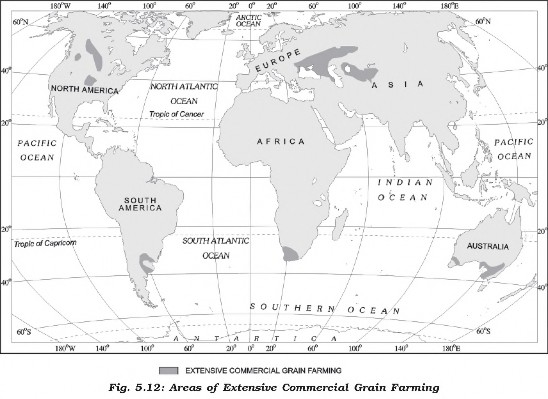 180°W 140° 100° 60° 20° 0° 20° 60° 100° 140° 180°E
ARCTIC
OCEAN
60°N
60°N
EUROPE
40°
40°
NORTH AMERICA
NORTH ATLANTIC
OCEAN
ASIA
Tropic of Cancer
20°
20°
PACIFIC
OCEAN
AFRICA
PACIFIC
OCEAN
INDIAN
OCEAN
SOUTH
AMERICA
20°
20°
Tropic of Capricorn
SOUTH ATLANTIC
OCEAN
AUSTRALIA
40°
40°
SOUTHERN OCEAN
60°S
60°S
ANTARTICA
180°W 140° 100° 60° 20° 0° 20° 60° 100° 140° 180°E
EXTENSIVE COMMERCIAL GRAIN FARMING
Fig. 5.12: Areas of Extensive Commercial Grain Farming